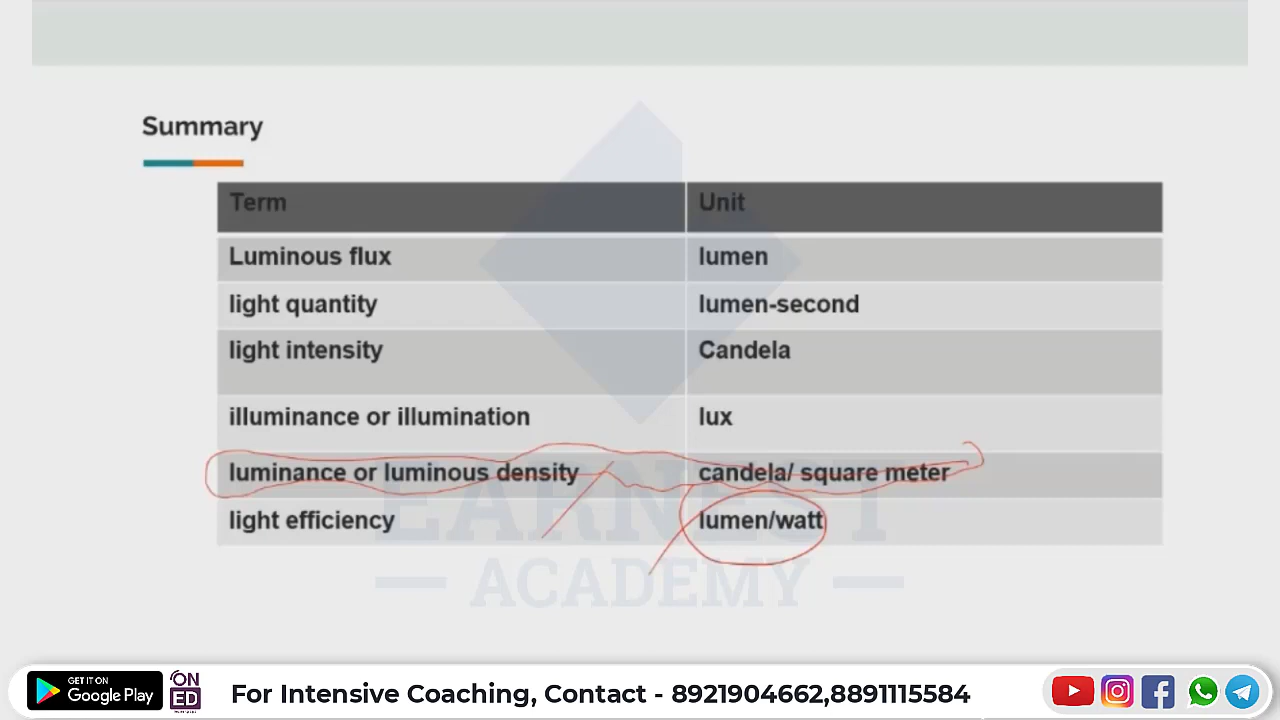 Summary
Term Unit
Luminous flux lumen
light quantity lumen-second
light intensity Candela
illuminance or illumination lux
luminance or luminous density candela/ square meter
light efficiency lumen/watt
EARNEST
ACADEMY
GET IT ON
Google Play
ON
ED
For Intensive Coaching, Contact - 8921904662,8891115584